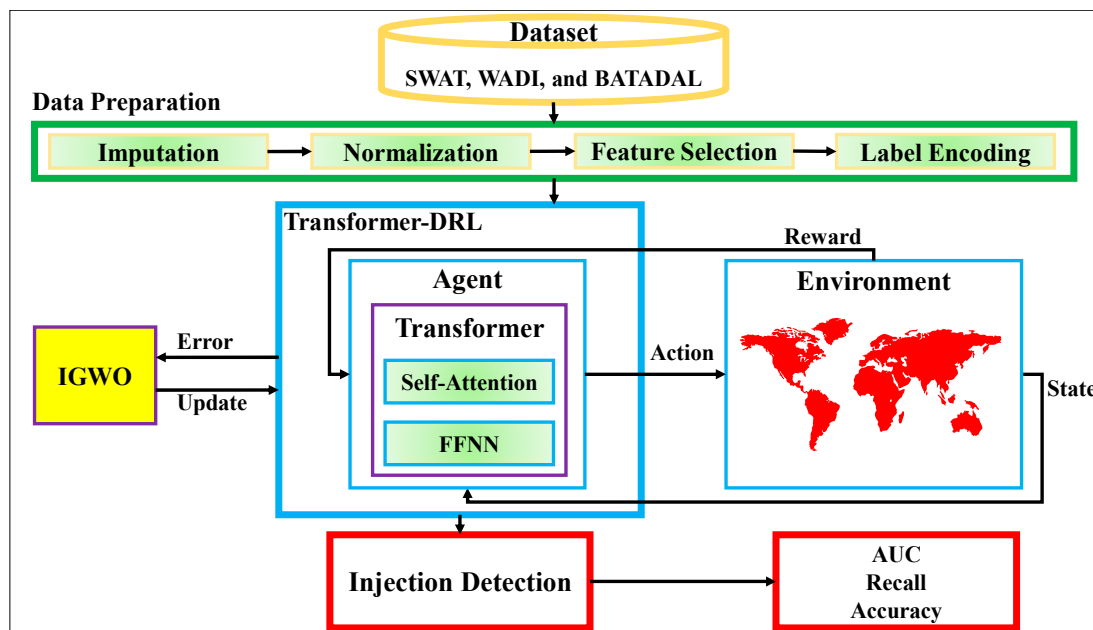 Dataset
SWAT, WADI, and BATADAL
Data Preparation
Imputation
Normalization
Feature Selection
Label Encoding
Transformer-DRL
Reward
Agent
Environment
Transformer
Error
IGWO
Update
Self-Attention
Action
State
FFNN
Injection Detection
AUC
Recall
Accuracy